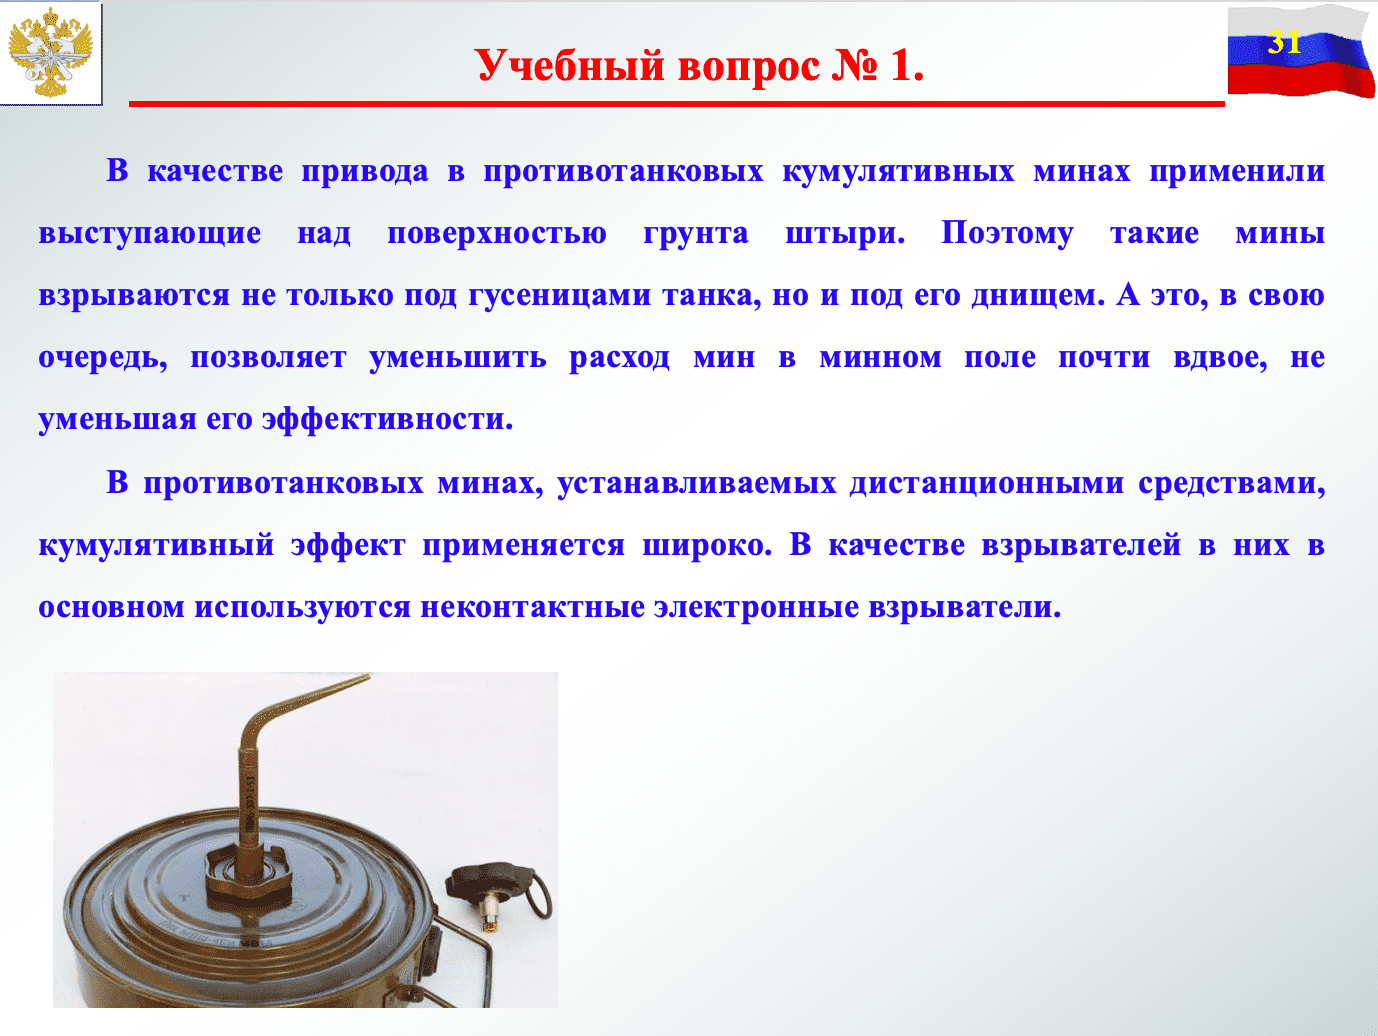 31
Учебный вопрос № 1.
В качестве привода в противотанковых кумулятивных минах применили
выступающие над поверхностью грунта штыри. Поэтому такие мины
взрываются не только под гусеницами танка, но и под его днищем. А это, в свою
очередь, позволяет уменьшить расход мин в минном поле почти вдвое, не
уменьшая его эффективности.
В противотанковых минах, устанавливаемых дистанционными средствами,
кумулятивный эффект применяется широко. В качестве взрывателей в них в
основном используются неконтактные электронные взрыватели.
Т